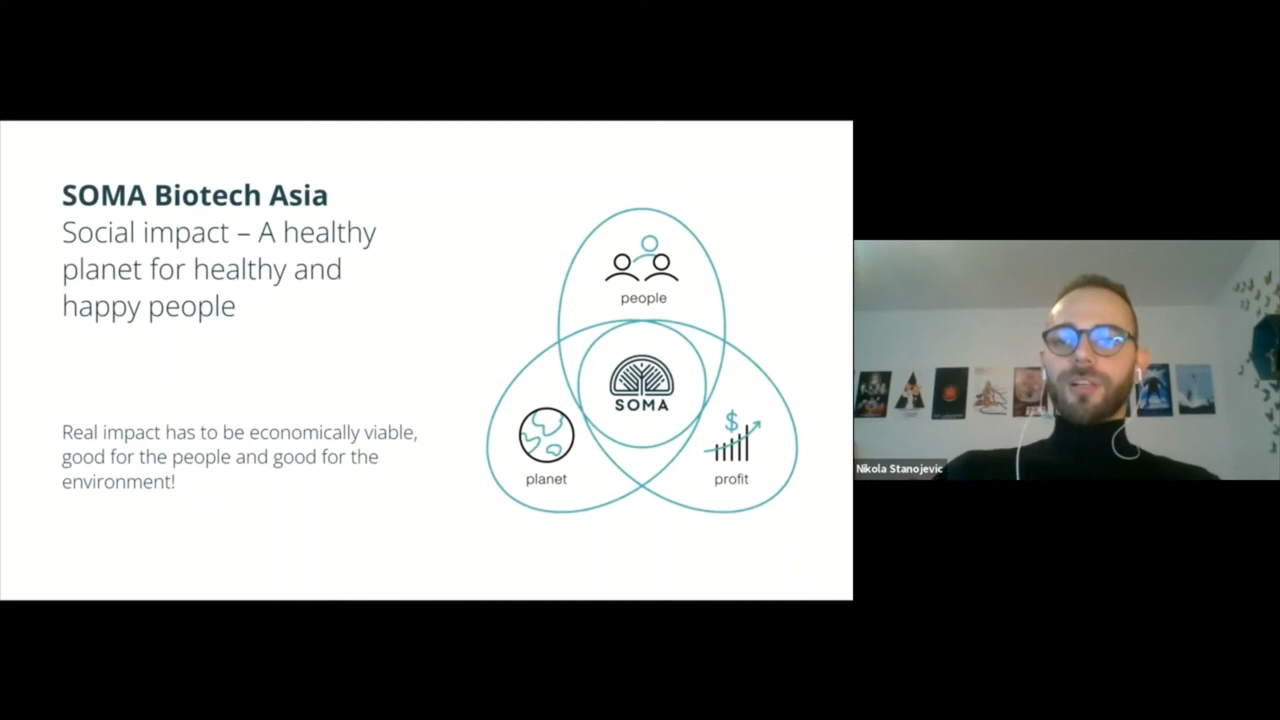 SOMA Biotech Asia
Social impact – A healthy
planet for healthy and
happy people
Real impact has to be economically viable,
good for the people and good for the
environment!
people
SOMA
planet
$
profit
Nikola Stanojevic